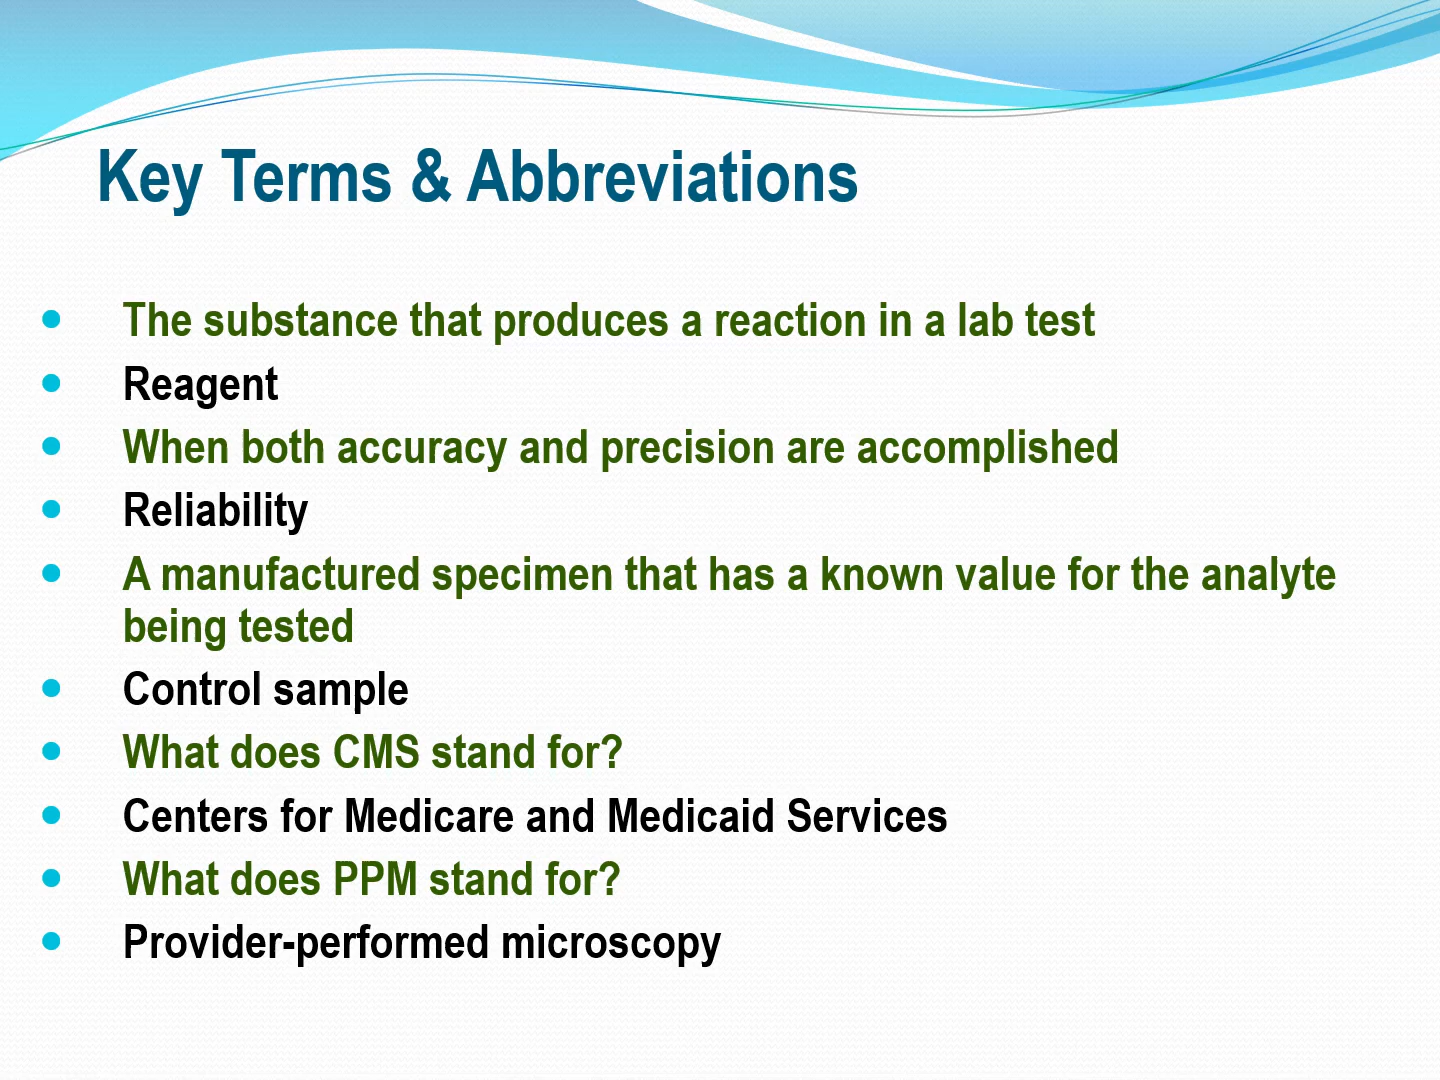 Key Terms & Abbreviations
• The substance that produces a reaction in a lab test
• Reagent
• When both accuracy and precision are accomplished
• Reliability
• A manufactured specimen that has a known value for the analyte
being tested
• Control sample
• What does CMS stand for?
• Centers for Medicare and Medicaid Services
• What does PPM stand for?
• Provider-performed microscopy